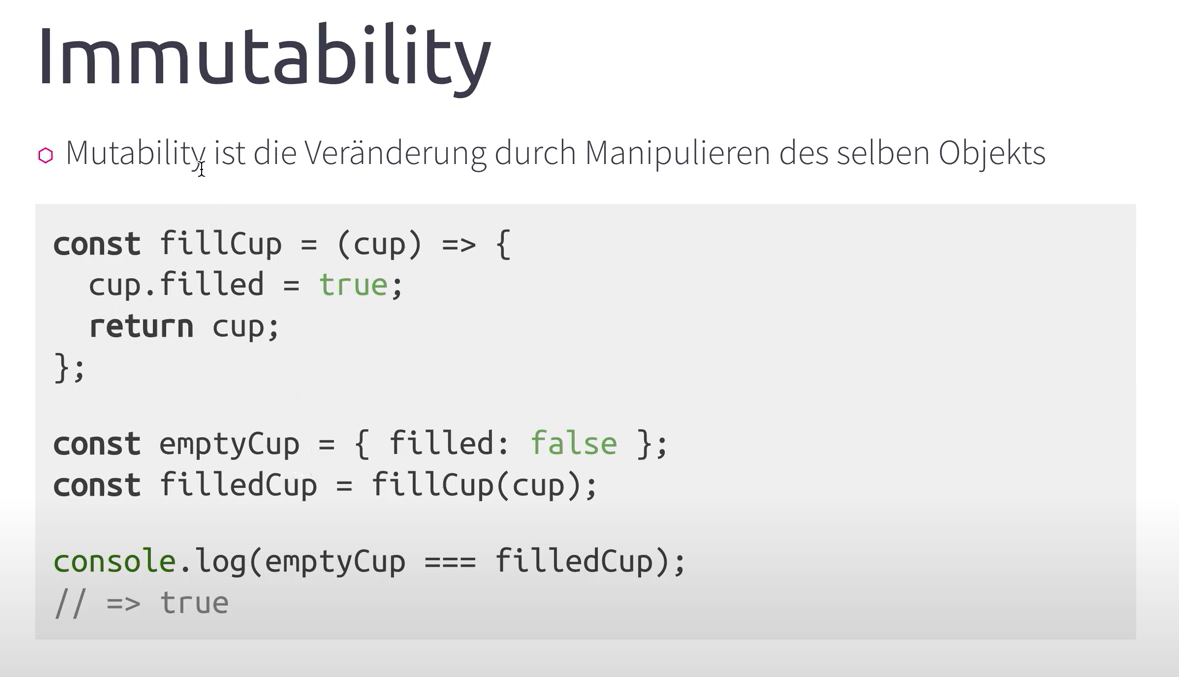 Immutability
Mutability ist die Veränderung durch Manipulieren des selben Objekts
const fillCup = (cup) => {
  cup.filled = true;
  return cup;
};
const emptyCup = { filled: false };
const filledCup = fillCup(cup);
console.log(emptyCup === filledCup);
// => true